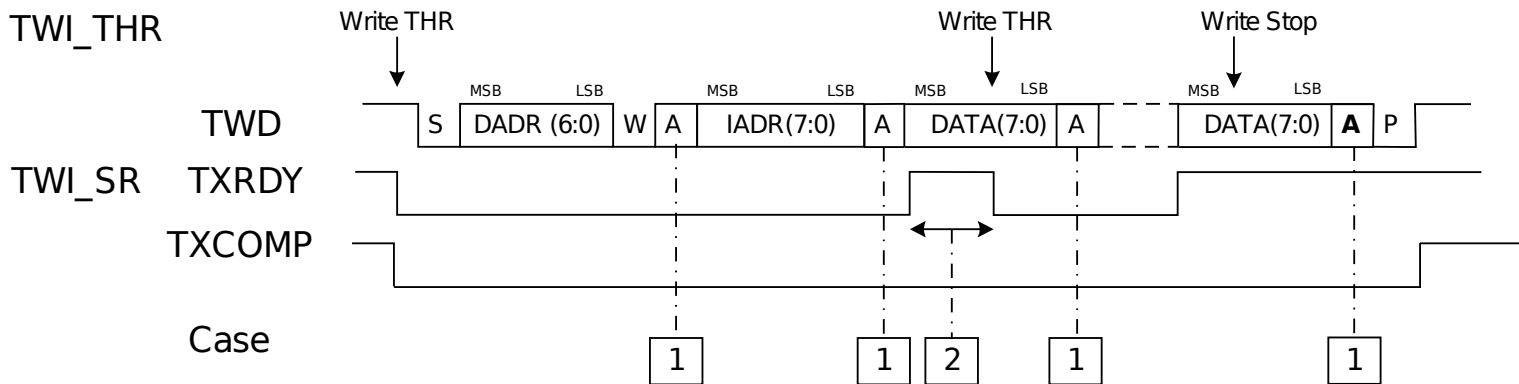 TWI_THR Write THR Write THR Write Stop
MSB LSB MSB LSB MSB LSB MSB LSB
TWD S DADR (6:0) W A IADR(7:0) A DATA(7:0) A DATA(7:0) A P
TWI_SR TXRDY
TXCOMP
Case 1 1 2 1 1